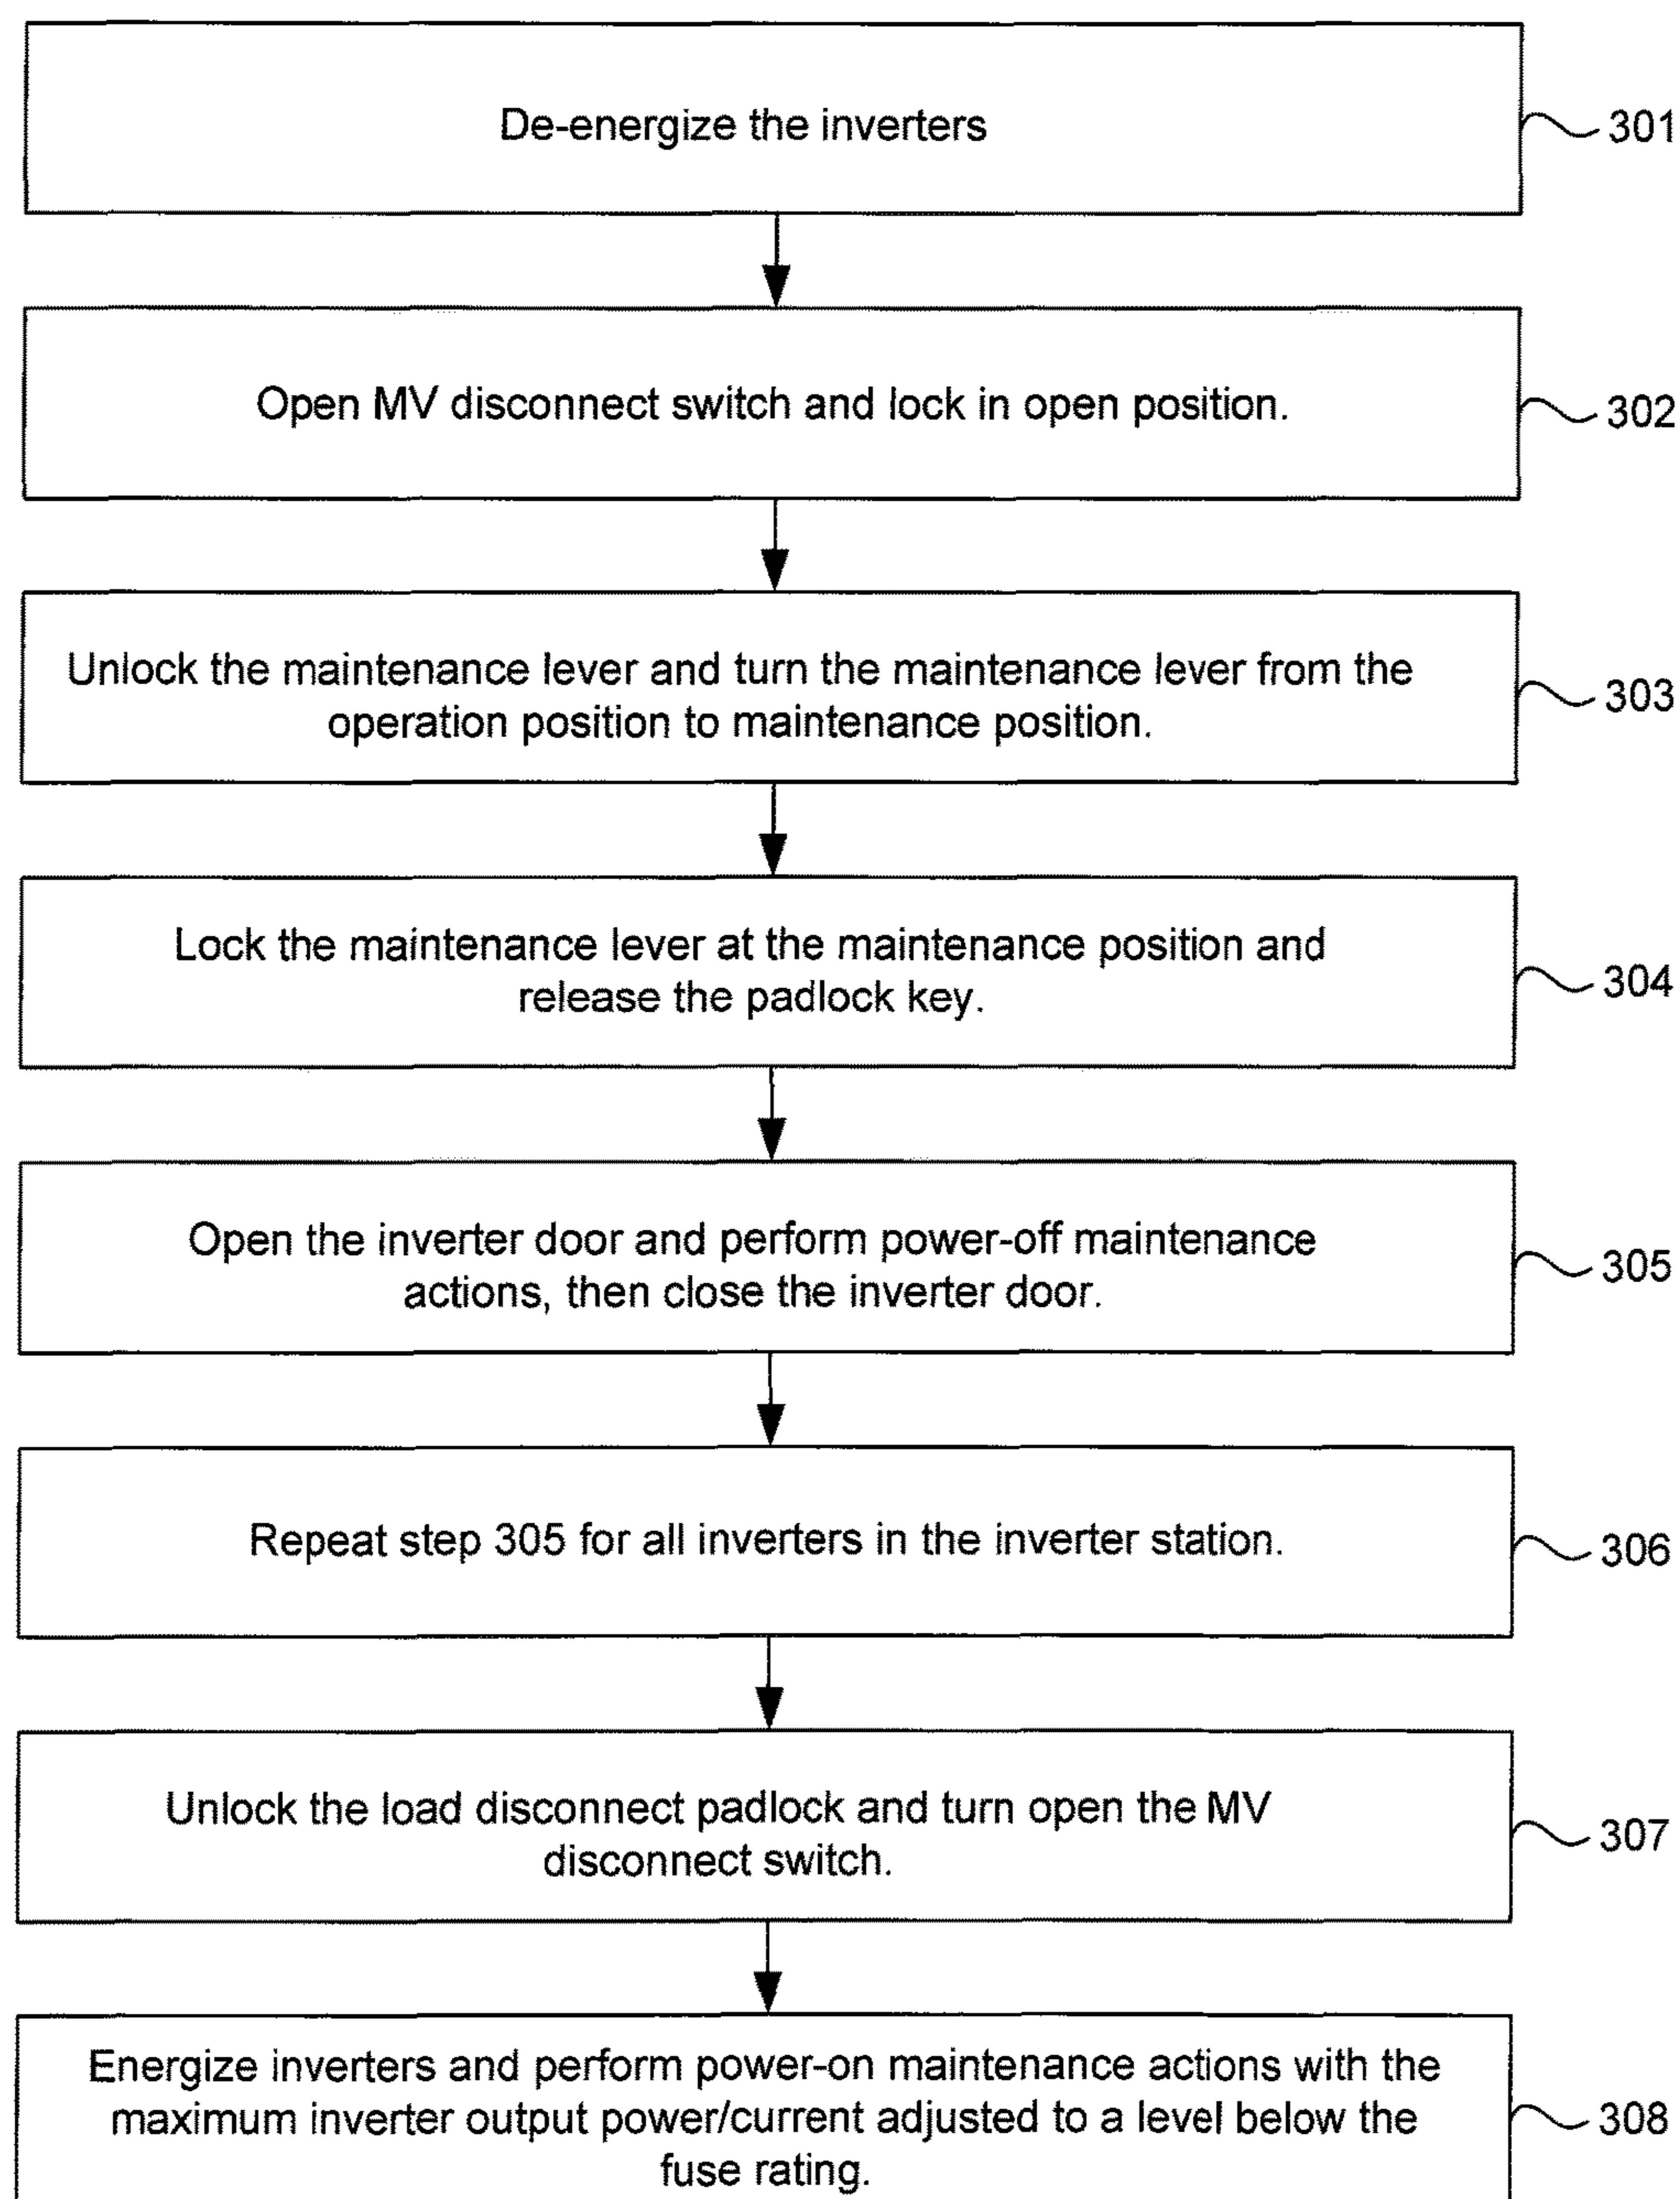 De-energize the inverters
301
Open MV disconnect switch and lock in open position.
302
Unlock the maintenance lever and turn the maintenance lever from the
operation position to maintenance position.
303
Lock the maintenance lever at the maintenance position and
release the padlock key.
304
Open the inverter door and perform power-off maintenance
actions, then close the inverter door.
305
Repeat step 305 for all inverters in the inverter station.
306
Unlock the load disconnect padlock and turn open the MV
disconnect switch.
307
Energize inverters and perform power-on maintenance actions with the
maximum inverter output power/current adjusted to a level below the
fuse rating.
308